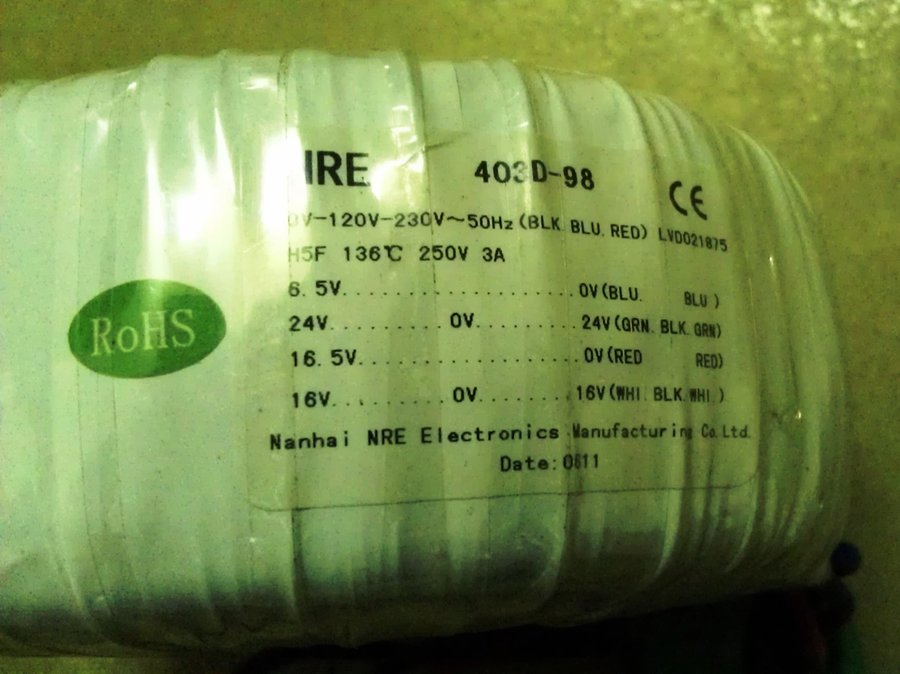 NRE 403D-98
CE
0V-120V-230V~50Hz(BLK. BLU. RED) LVD021875
H5F 136℃ 250V 3A
6.5V.......................0V(BLU. BLU)
24V..........0V..........24V(GRN. BLK. GRN)
16.5V.......................0V(RED RED)
16V..........0V..........16V(WHI. BLK. WHI.)
RoHS
Nanhai NRE Electronics Manufacturing Co. Ltd.
Date:0611